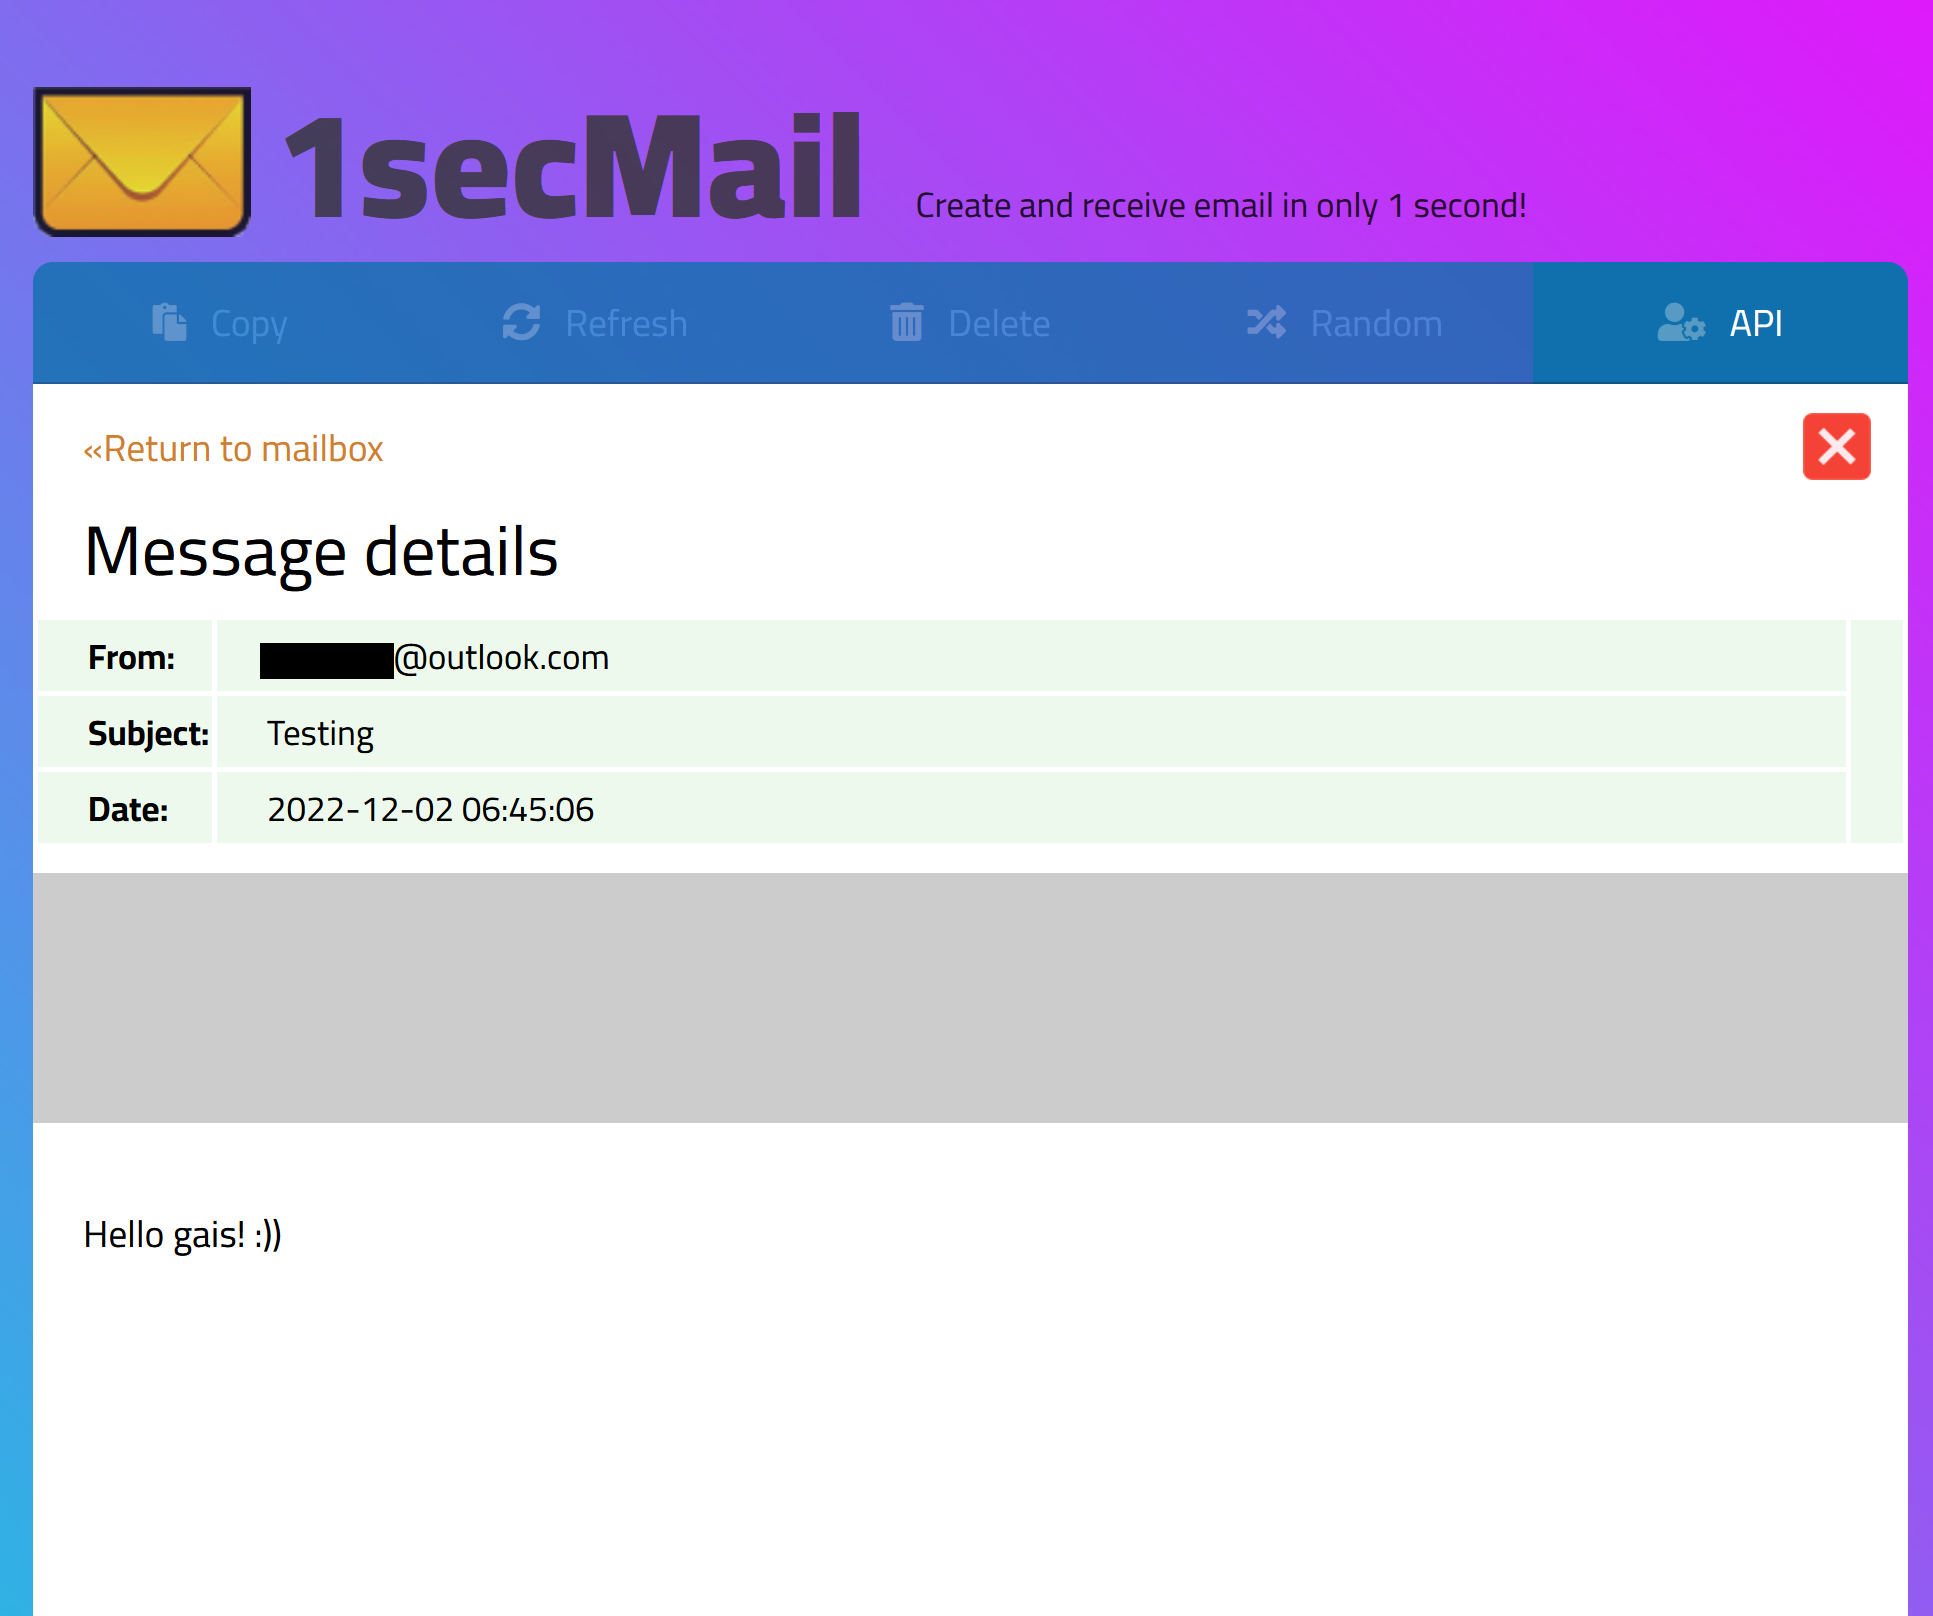 1secMail
Create and receive email in only 1 second!
Copy Refresh Delete Random API
«Return to mailbox
Message details
From: @outlook.com
Subject: Testing
Date: 2022-12-02 06:45:06
Hello gais! :))